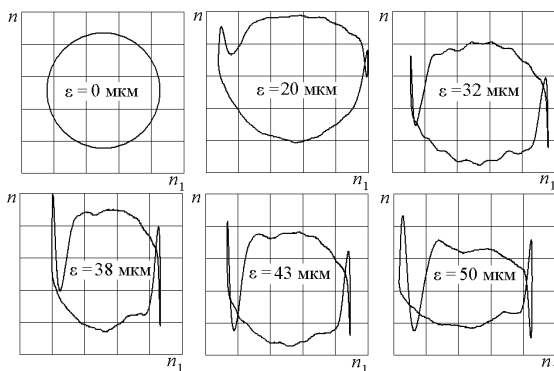 n
ε = 0 мкм
n₁
ε = 20 мкм
n₁
ε = 32 мкм
n₁
n
ε = 38 мкм
n₁
ε = 43 мкм
n₁
ε = 50 мкм
n₁